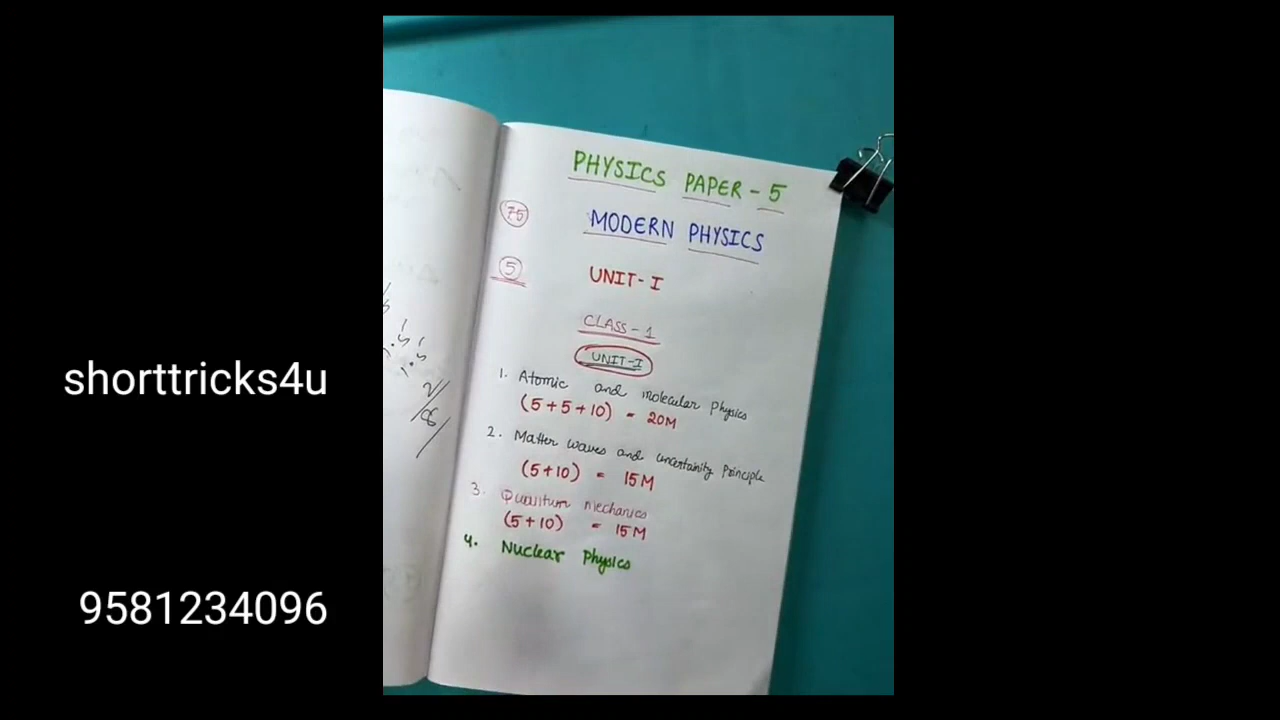 shorttricks4u
9581234096
PHYSICS PAPER - 5
75
MODERN PHYSICS
5
UNIT - I
CLASS - 1
UNIT-I
1. Atomic and molecular Physics
(5+5+10) = 20M
2. Matter waves and uncertainity Principle
(5+10) = 15M
3. Quantum mechanics
(5+10) = 15M
4. Nuclear Physics